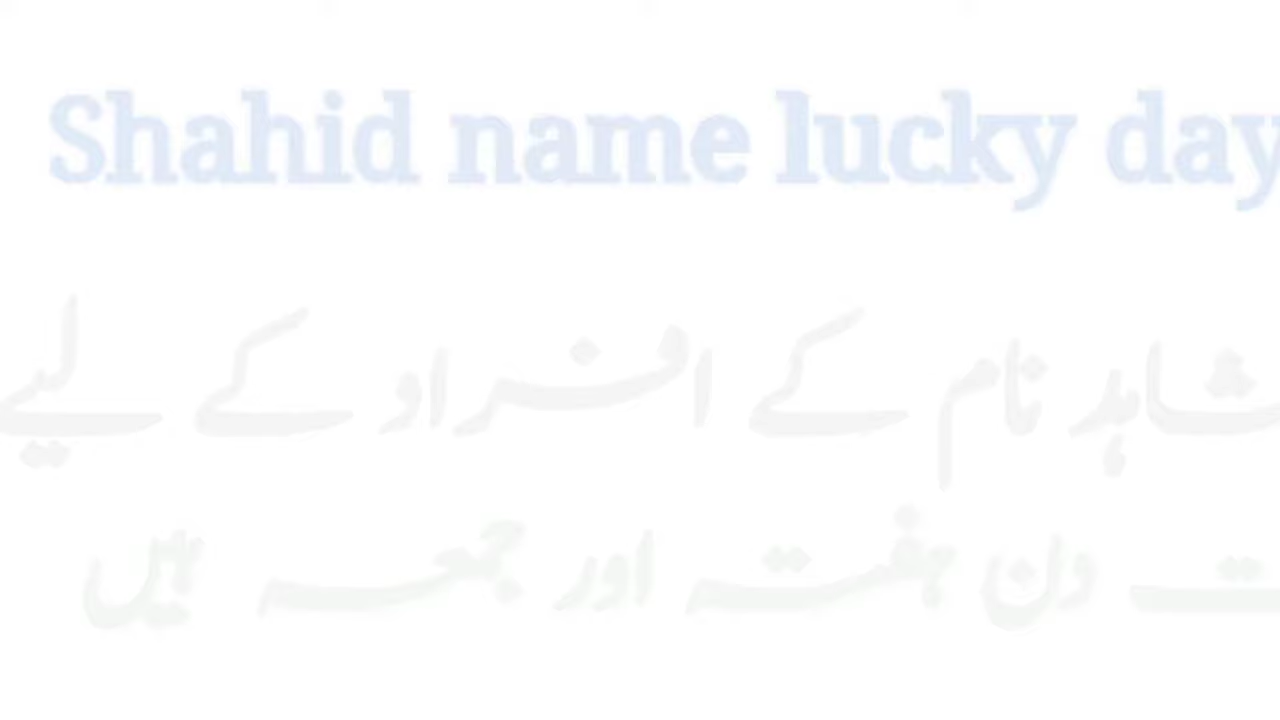 Shahid name lucky day
شاہد نام کے افراد کے لیے
دن ہفتہ اور جمعہ ہیں